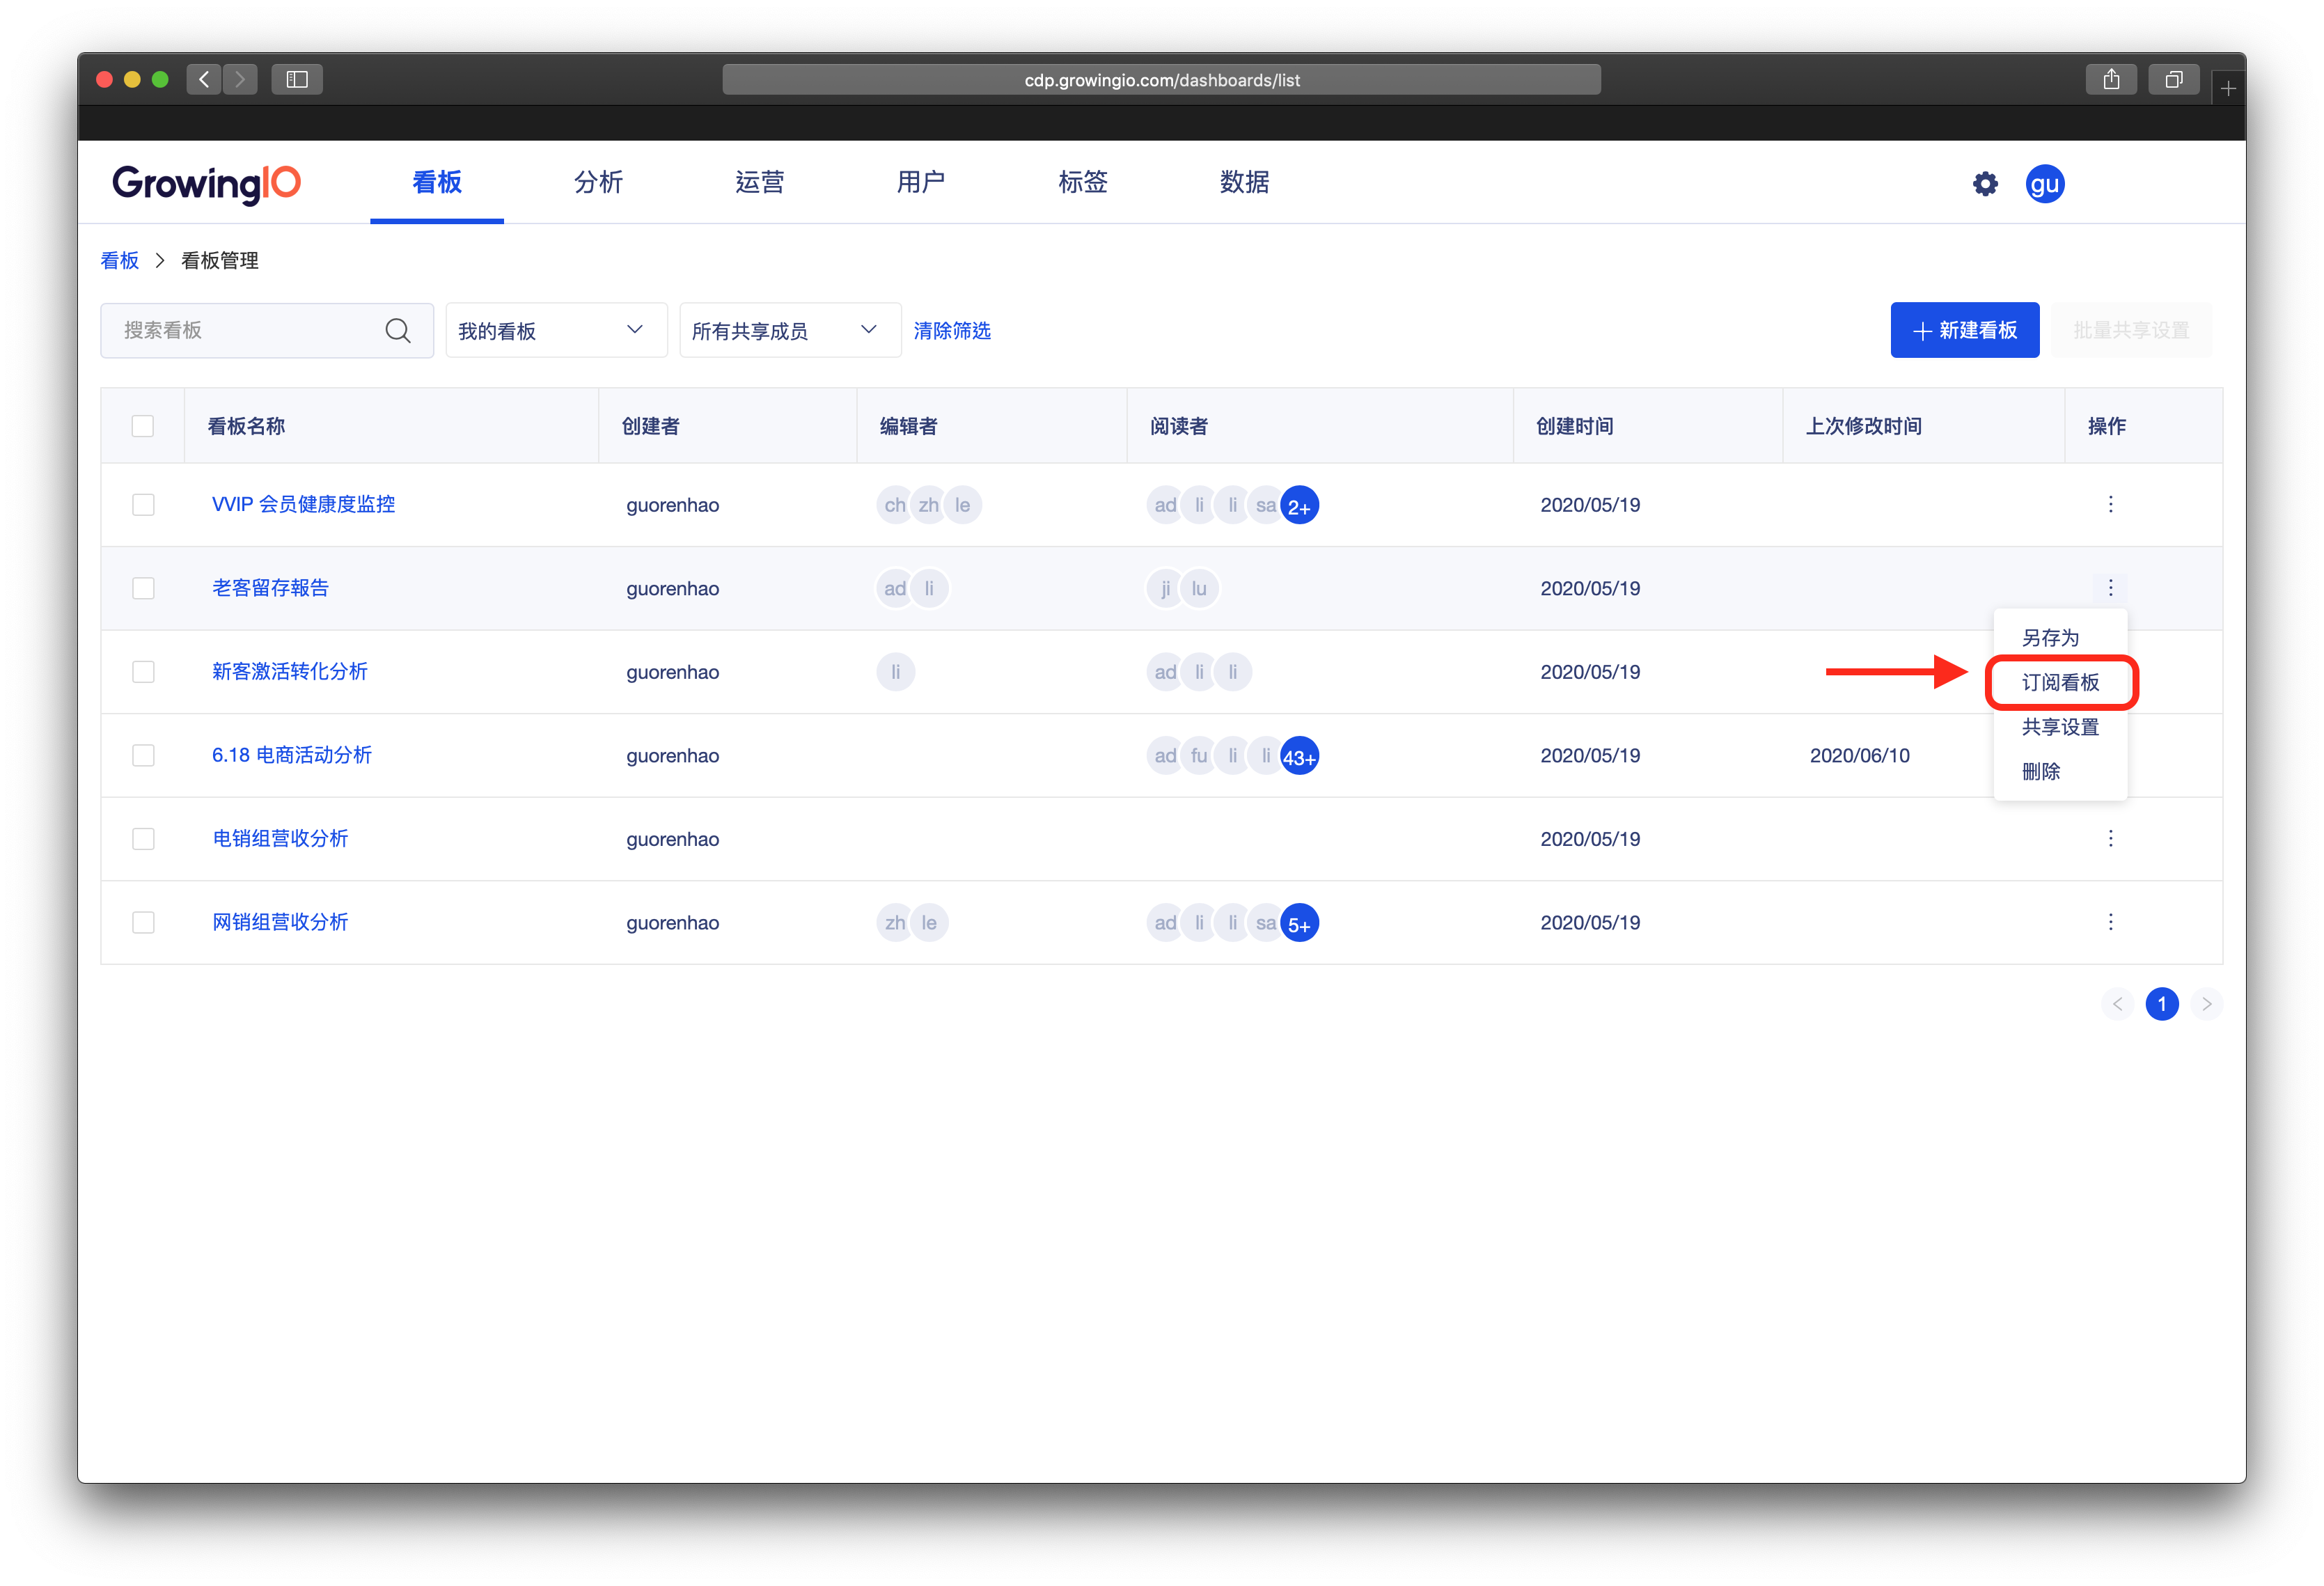 cdp.growingio.com/dashboards/list
GrowingIO 看板 分析 运营 用户 标签 数据 gu
看板 > 看板管理
搜索看板 我的看板 所有共享成员 清除筛选 + 新建看板 批量共享设置
看板名称 创建者 编辑者 阅读者 创建时间 上次修改时间 操作
VVIP 会员健康度监控 guorenhao ch zh le ad li li sa 2+ 2020/05/19
老客留存報告 guorenhao ad li ji lu 2020/05/19
另存为
新客激活转化分析 guorenhao li ad li li 2020/05/19
订阅看板
共享设置
6.18 电商活动分析 guorenhao ad fu li li 43+ 2020/05/19 2020/06/10
删除
电销组营收分析 guorenhao 2020/05/19
网销组营收分析 guorenhao zh le ad li li sa 5+ 2020/05/19
< 1 >